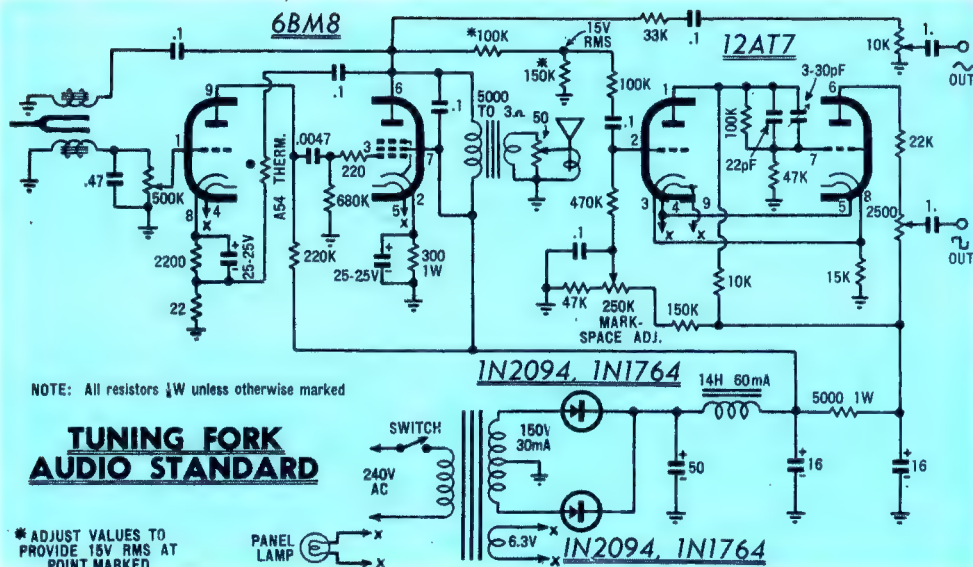 6BM8
12AT7
*100K
15V
RMS
33K
.1
10K
1.
∿
OUT
.1
9
1
.47
500K
8
4
x
2200
25-25V
22
*
A54 THERM.
.1
.0047
3
220
680K
220K
6
7
5
2
x
25-25V
300
1W
.1
5000
TO 3Ω
50
*
150K
100K
.1
470K
.1
47K
250K
MARK-
SPACE ADJ.
150K
1
2
3
4
9
x
x
100K
22pF
3-30pF
47K
10K
6
7
5
8
22K
2500
1.
OUT
15K
NOTE: All resistors ½W unless otherwise marked
TUNING FORK
AUDIO STANDARD
* ADJUST VALUES TO
PROVIDE 15V RMS AT
POINT MARKED
SWITCH
240V
AC
PANEL
LAMP
x
x
150V
30mA
6.3V
x
x
1N2094, 1N1764
1N2094, 1N1764
14H 60mA
5000 1W
+
50
-
+
16
-
+
16
-